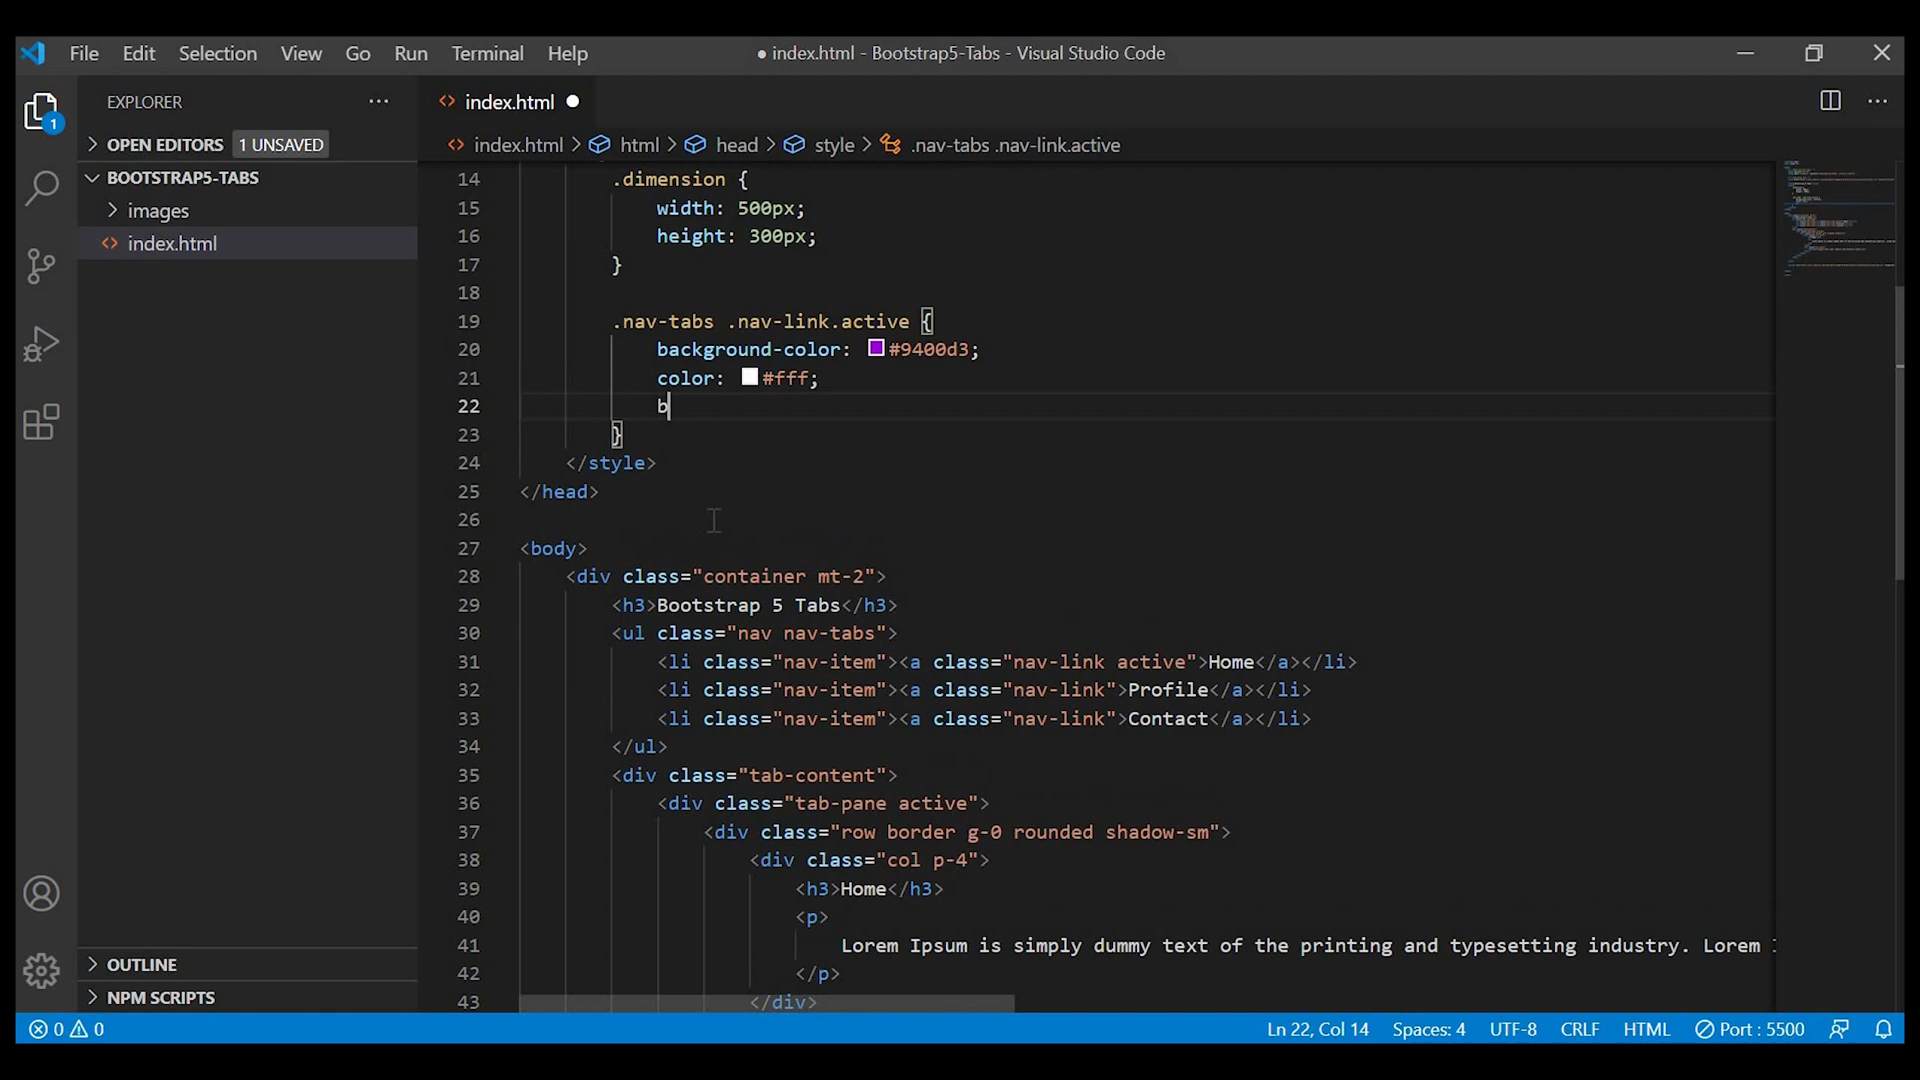 File Edit Selection View Go Run Terminal Help
● index.html - Bootstrap5-Tabs - Visual Studio Code
EXPLORER
index.html
OPEN EDITORS 1 UNSAVED
index.html > html > head > style > .nav-tabs .nav-link.active
1
BOOTSTRAP5-TABS
images
index.html
14 .dimension {
15 width: 500px;
16 height: 300px;
17 }
18
19 .nav-tabs .nav-link.active {
20 background-color: #9400d3;
21 color: #fff;
22 b
23 }
24 </style>
25 </head>
26
27 <body>
28 <div class="container mt-2">
29 <h3>Bootstrap 5 Tabs</h3>
30 <ul class="nav nav-tabs">
31 <li class="nav-item"><a class="nav-link active">Home</a></li>
32 <li class="nav-item"><a class="nav-link">Profile</a></li>
33 <li class="nav-item"><a class="nav-link">Contact</a></li>
34 </ul>
35 <div class="tab-content">
36 <div class="tab-pane active">
37 <div class="row border g-0 rounded shadow-sm">
38 <div class="col p-4">
39 <h3>Home</h3>
40 <p>
41 Lorem Ipsum is simply dummy text of the printing and typesetting industry. Lorem
42 </p>
43 </div>
OUTLINE
NPM SCRIPTS
0 0
Ln 22, Col 14 Spaces: 4 UTF-8 CRLF HTML Port : 5500